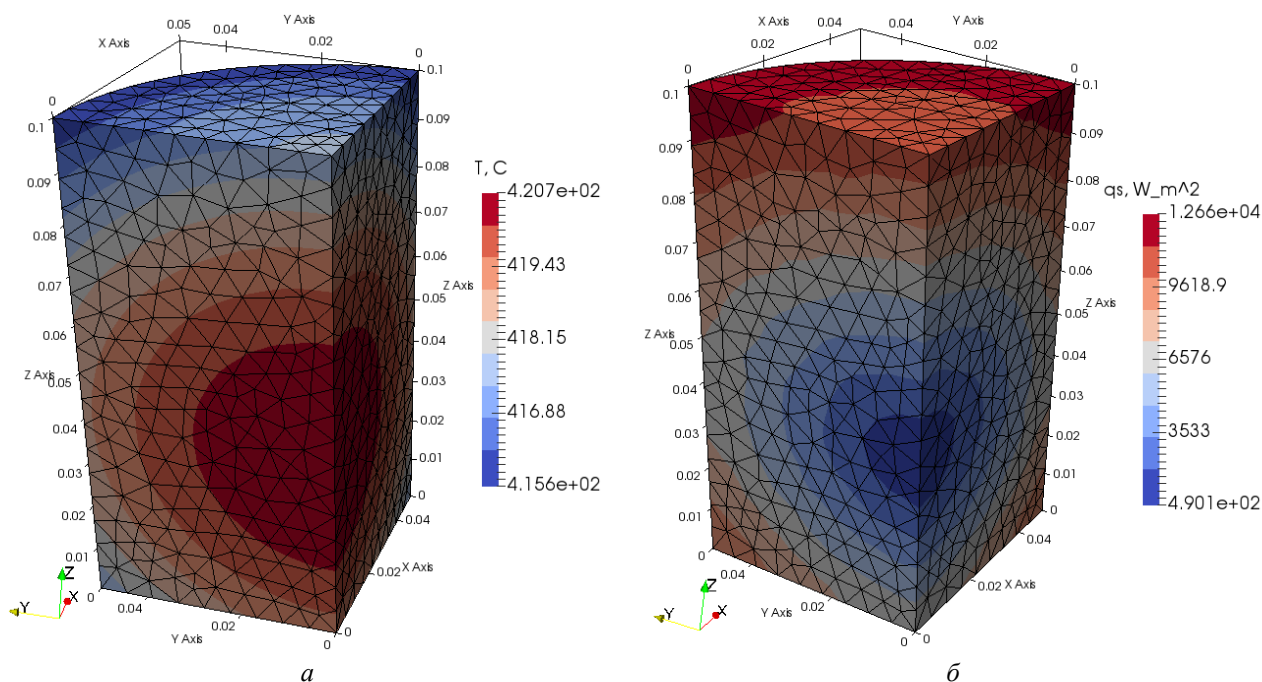 0.05
Y Axis
X Axis
0.04
0.02
0
0
0.1
0.1
0.09
0.09
0.08
0.08
0.07
0.07
0.06
0.06
0.05
Z Axis
0.05
0.04
Z Axis
0.04
0.03
0.03
0.02
0.02
0.01
0.01
0
0
0.04
0.04
X Axis
0.02
0.02
Y Axis
0
0
Z
X
Y
T, C
4.207e+02
419.43
418.15
416.88
4.156e+02
а
X Axis
0.04
0.04
Y Axis
0.02
0.02
0
0
0.1
0.1
0.09
0.09
0.08
0.08
0.07
0.07
0.06
0.06
0.05
Z Axis
Z Axis
0.05
0.04
0.04
0.03
0.03
0.02
0.02
0.01
0.01
0
0
0.04
0.04
0.02
X Axis
Y Axis
0.02
0
0
Z
X
Y
qs, W_m^2
1.266e+04
9618.9
6576
3533
4.901e+02
б